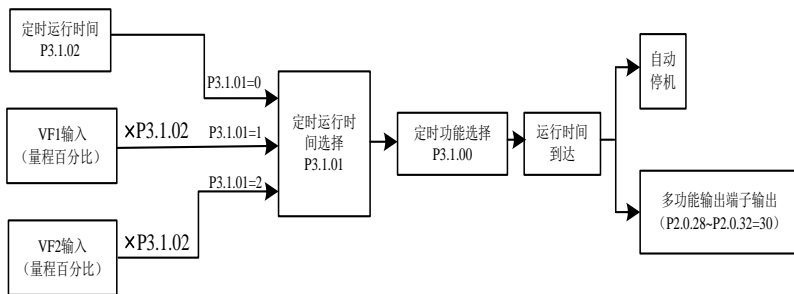 定时运行时间
P3.1.02
P3.1.01=0
VF1输入
（量程百分比）
×P3.1.02
P3.1.01=1
P3.1.01=2
VF2输入
（量程百分比）
×P3.1.02
定时运行时
间选择
P3.1.01
定时功能选择
P3.1.00
运行时间
到达
自动
停机
多功能输出端子输出
（P2.0.28~P2.0.32=30）